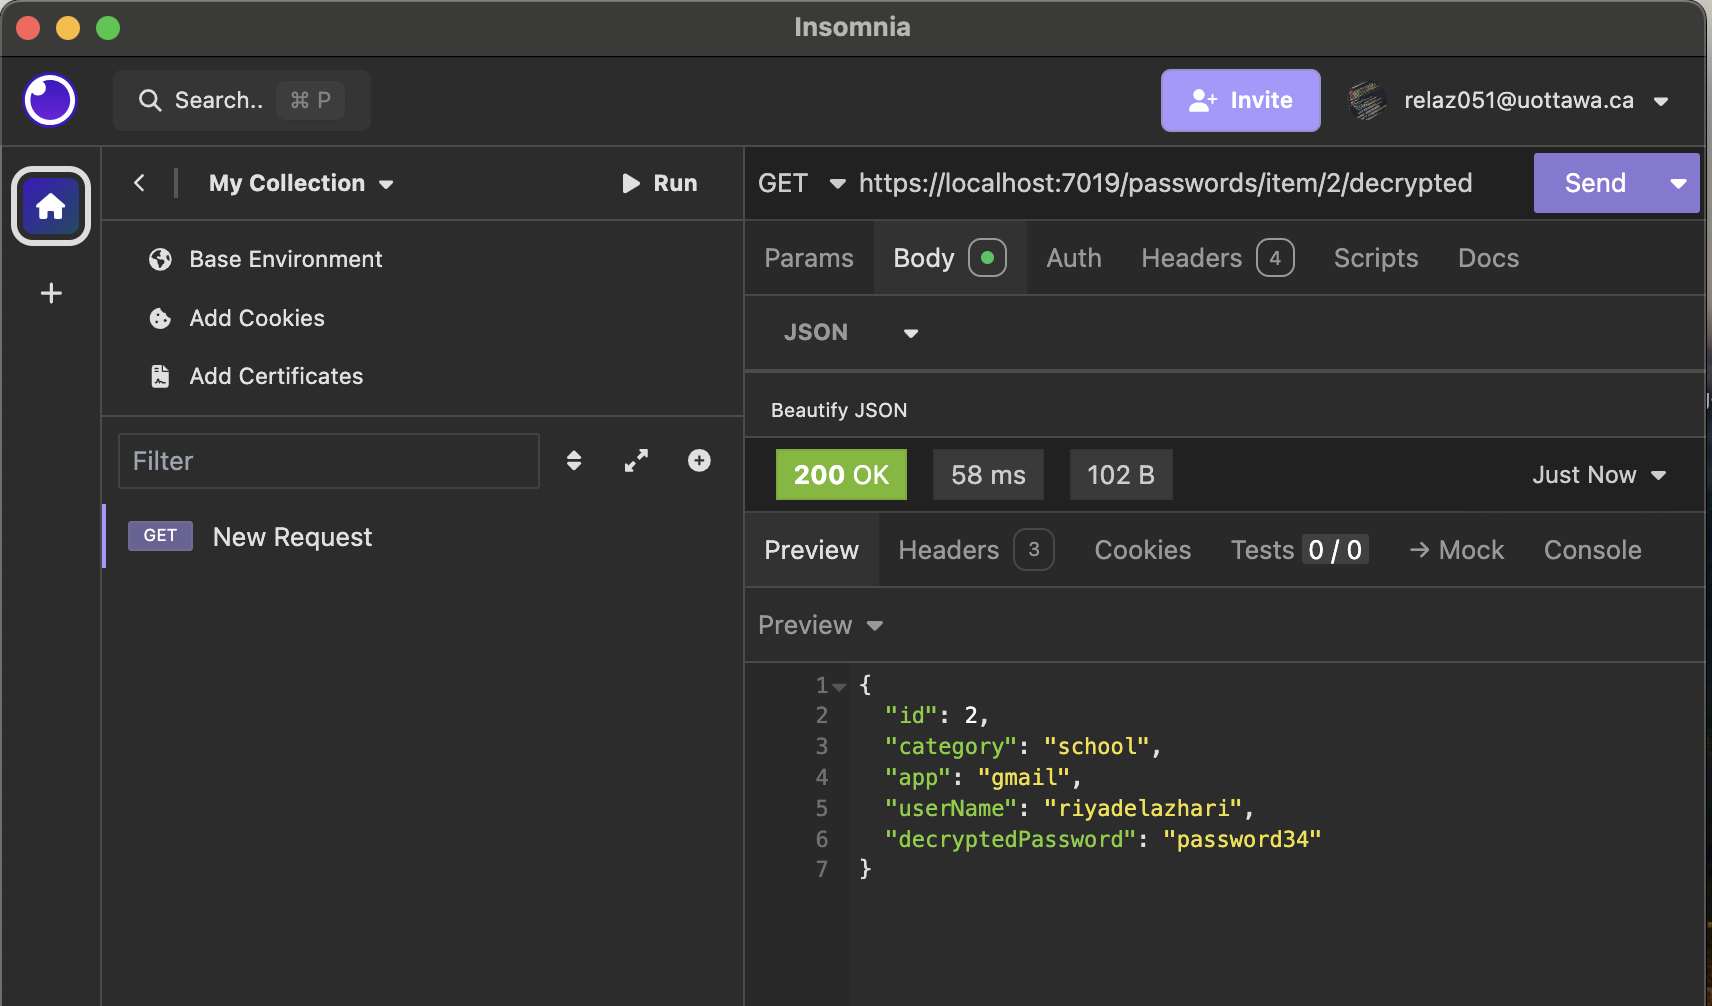 Insomnia
Search.. ⌘ P
Invite
relaz051@uottawa.ca
My Collection
Run
GET https://localhost:7019/passwords/item/2/decrypted
Send
Base Environment
Add Cookies
Add Certificates
Params Body Auth Headers 4 Scripts Docs
JSON
Beautify JSON
Filter
GET New Request
200 OK 58 ms 102 B Just Now
Preview Headers 3 Cookies Tests 0 / 0 → Mock Console
Preview
1 {
2 "id": 2,
3 "category": "school",
4 "app": "gmail",
5 "userName": "riyadelazhari",
6 "decryptedPassword": "password34"
7 }